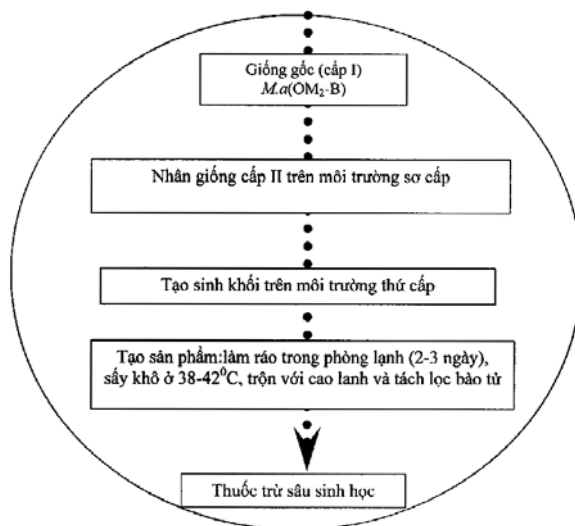 Giống gốc (cấp I)
M.a(OM₂-B)
Nhân giống cấp II trên môi trường sơ cấp
Tạo sinh khối trên môi trường thứ cấp
Tạo sản phẩm:làm ráo trong phòng lạnh (2-3 ngày),
sấy khô ở 38-42⁰C, trộn với cao lanh và tách lọc bào tử
Thuốc trừ sâu sinh học